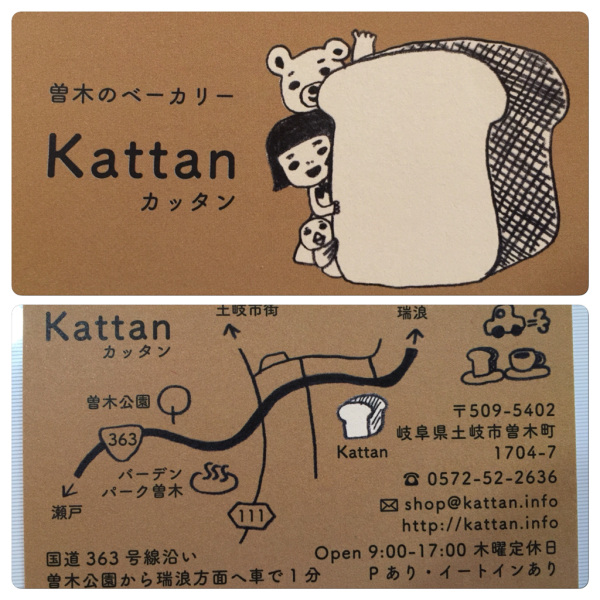 曽木のベーカリー
Kattan
カッタン
Kattan
カッタン
土岐市街
瑞浪
曽木公園
363
Kattan
バーデン
パーク曽木
瀬戸
111
〒509-5402
岐阜県土岐市曽木町
1704-7
☎ 0572-52-2636
✉ shop@kattan.info
http://kattan.info
国道363号線沿い
曽木公園から瑞浪方面へ車で1分
Open 9:00-17:00 木曜定休日
Pあり・イートインあり